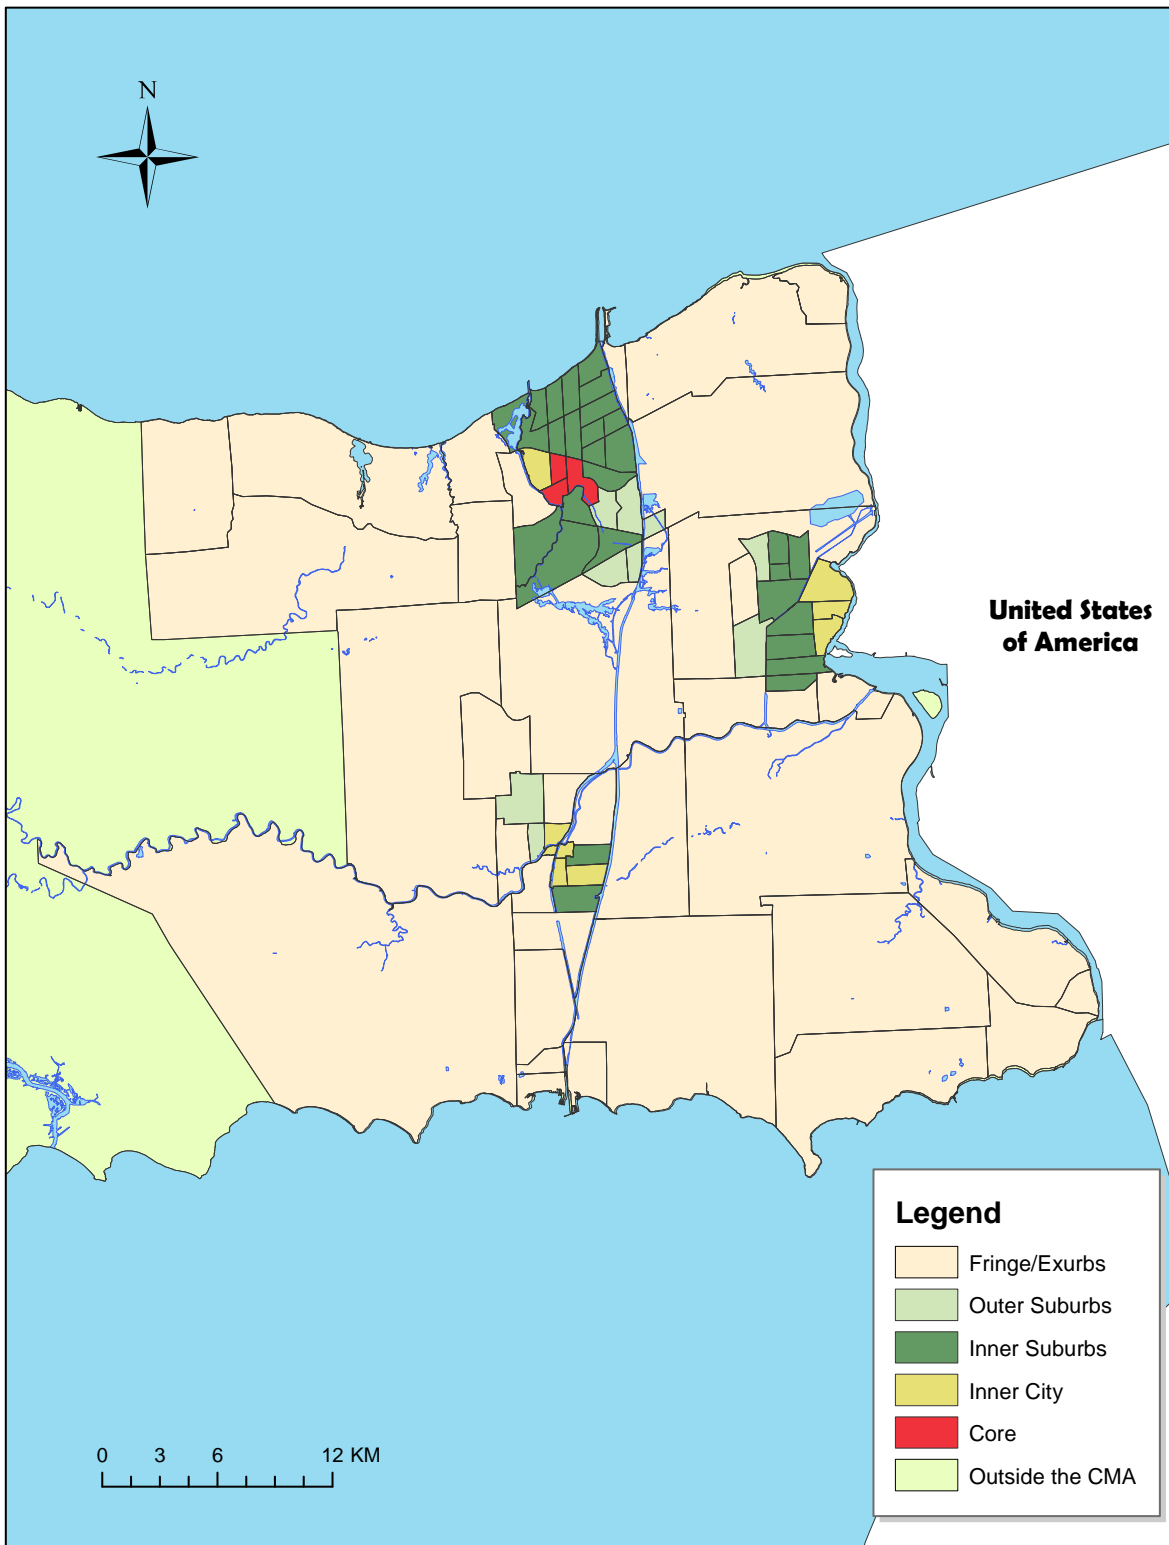 N
United States
of America
Legend
Fringe/Exurbs
Outer Suburbs
Inner Suburbs
Inner City
Core
Outside the CMA
0 3 6 12 KM